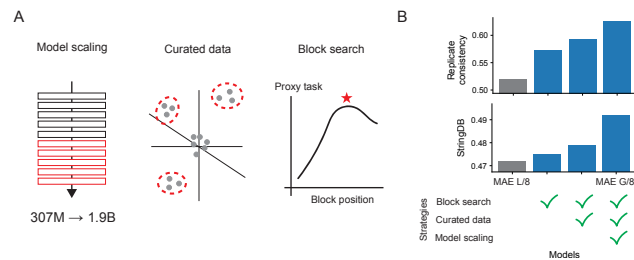 A
Model scaling
307M → 1.9B
Curated data
Block search
Proxy task
Block position
B
Replicate consistency
0.60
0.55
0.50
StringDB
0.49
0.48
0.47
MAE L/8
MAE G/8
Strategies
Block search
Curated data
Model scaling
Models